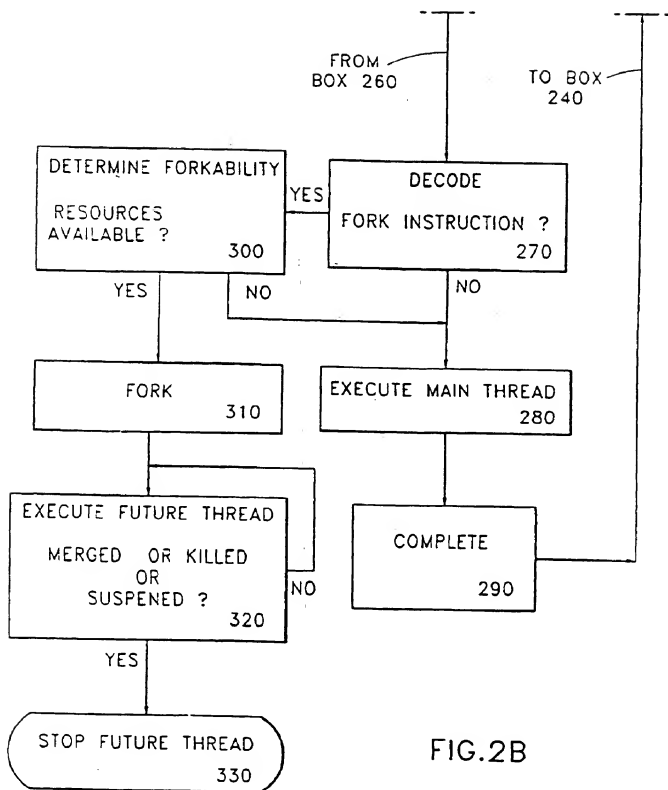 FROM
BOX 260
TO BOX
240
DETERMINE FORKABILITY
RESOURCES
AVAILABLE ?
300
YES
DECODE
FORK INSTRUCTION ?
270
YES
NO
NO
FORK
310
EXECUTE MAIN THREAD
280
EXECUTE FUTURE THREAD
MERGED OR KILLED
OR
SUSPENED ?
320
NO
COMPLETE
290
YES
STOP FUTURE THREAD
330
FIG.2B